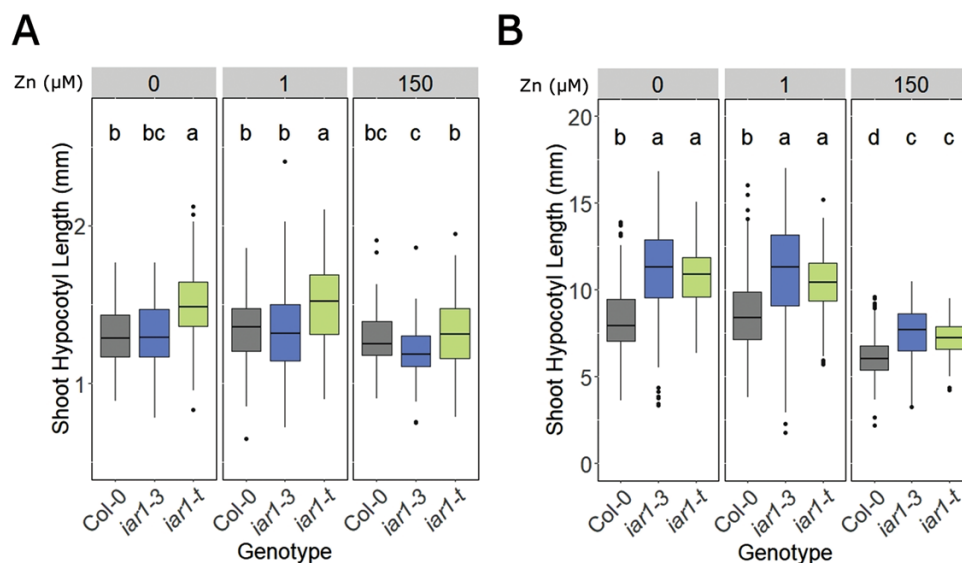 A
Zn (µM) 0 1 150
b bc a b b a bc c b
Shoot Hypocotyl Length (mm)
2
1
Col-0 iar1-3 iar1-t Col-0 iar1-3 iar1-t Col-0 iar1-3 iar1-t
Genotype
B
Zn (µM) 0 1 150
b a a b a a d c c
Shoot Hypocotyl Length (mm)
20
15
10
5
0
Col-0 iar1-3 iar1-t Col-0 iar1-3 iar1-t Col-0 iar1-3 iar1-t
Genotype